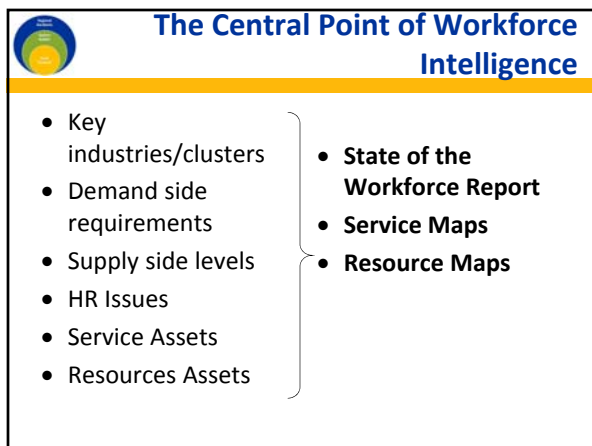 The Central Point of Workforce
Intelligence
• Key
industries/clusters
• Demand side
requirements
• Supply side levels
• HR Issues
• Service Assets
• Resources Assets
• State of the
Workforce Report
• Service Maps
• Resource Maps